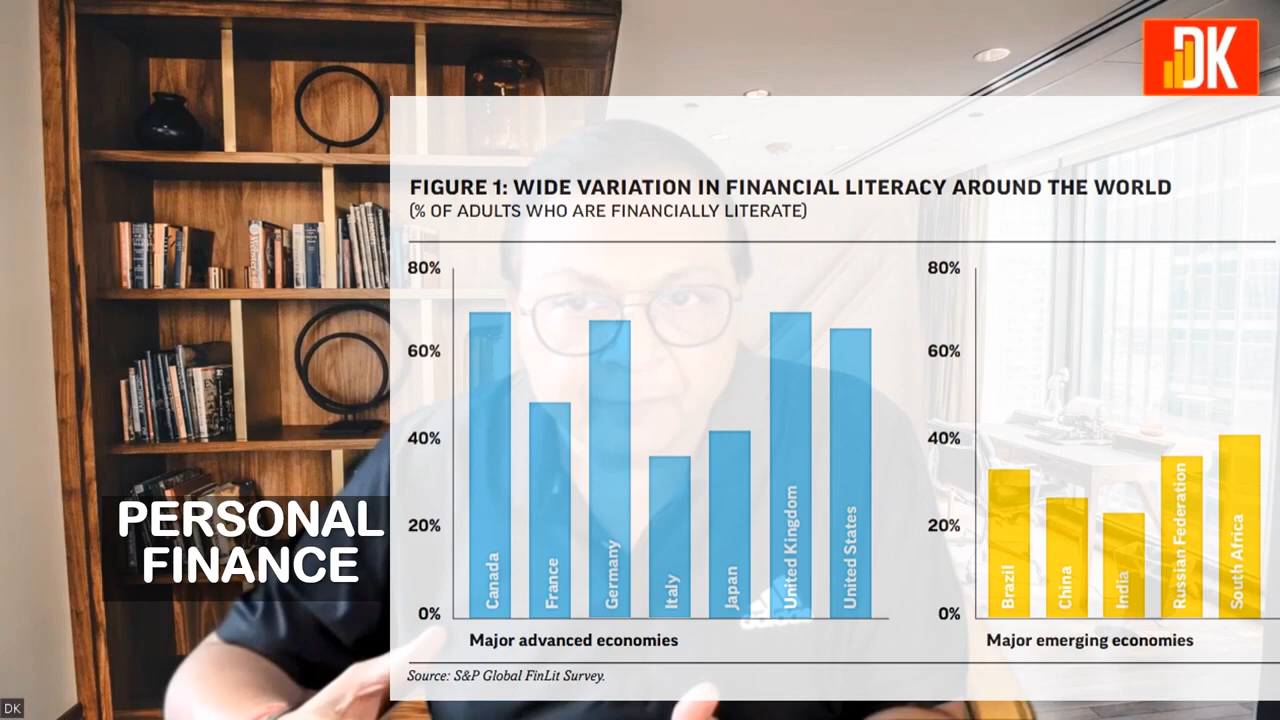 DK
FIGURE 1: WIDE VARIATION IN FINANCIAL LITERACY AROUND THE WORLD
(% OF ADULTS WHO ARE FINANCIALLY LITERATE)
80%
60%
40%
20%
0%
Canada
France
Germany
Italy
Japan
United Kingdom
United States
Major advanced economies
80%
60%
40%
20%
0%
Brazil
China
India
Russian Federation
South Africa
Major emerging economies
Source: S&P Global FinLit Survey.
PERSONAL
FINANCE
adidas
DK